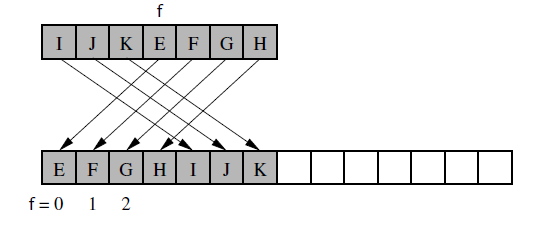 f
I J K E F G H
E F G H I J K
f = 0 1 2